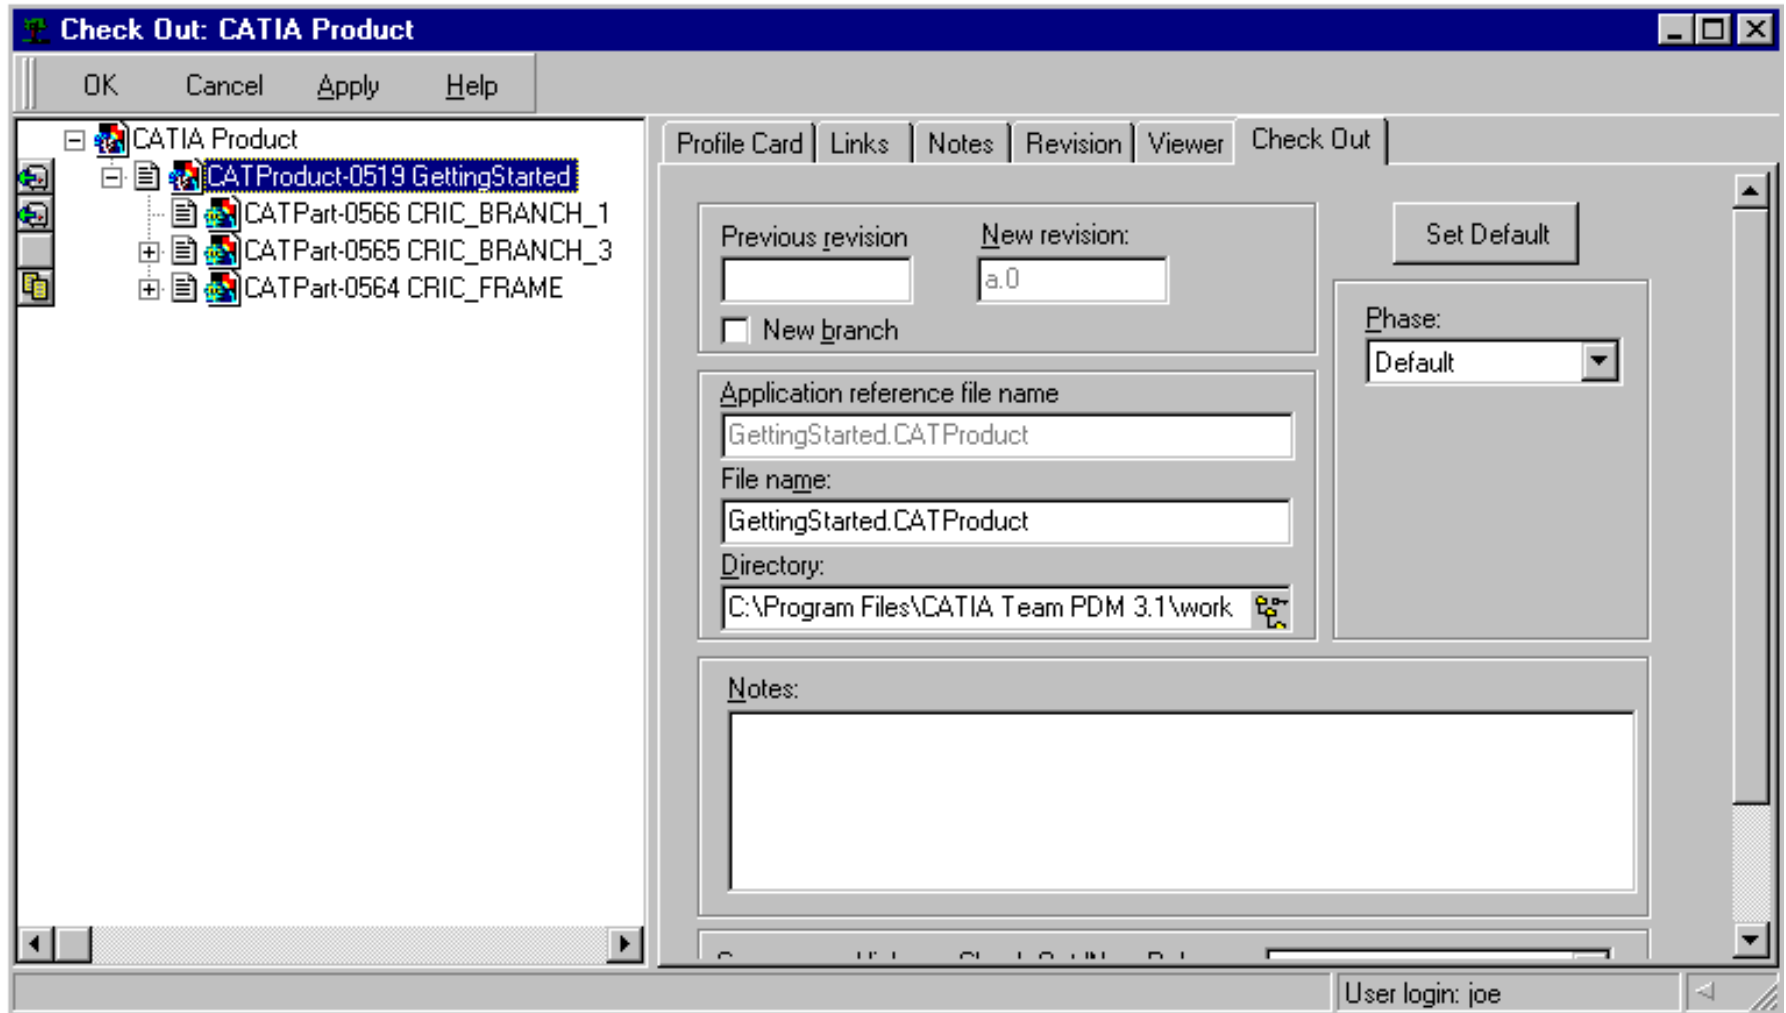 Check Out: CATIA Product
OK Cancel Apply Help
CATIA Product
CATProduct-0519 GettingStarted
CATPart-0566 CRIC_BRANCH_1
CATPart-0565 CRIC_BRANCH_3
CATPart-0564 CRIC_FRAME
Profile Card Links Notes Revision Viewer Check Out
Previous revision New revision:
a.0
New branch
Set Default
Phase:
Default
Application reference file name
GettingStarted.CATProduct
File name:
GettingStarted.CATProduct
Directory:
C:\Program Files\CATIA Team PDM 3.1\work
Notes:
User login: joe